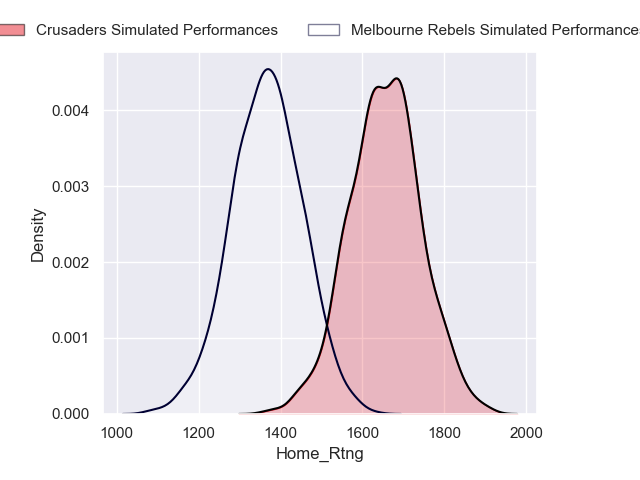 Crusaders Simulated Performances Melbourne Rebels Simulated Performances
0.004
0.003
0.002
0.001
0.000
Density
1000 1200 1400 1600 1800 2000
Home_Rtng